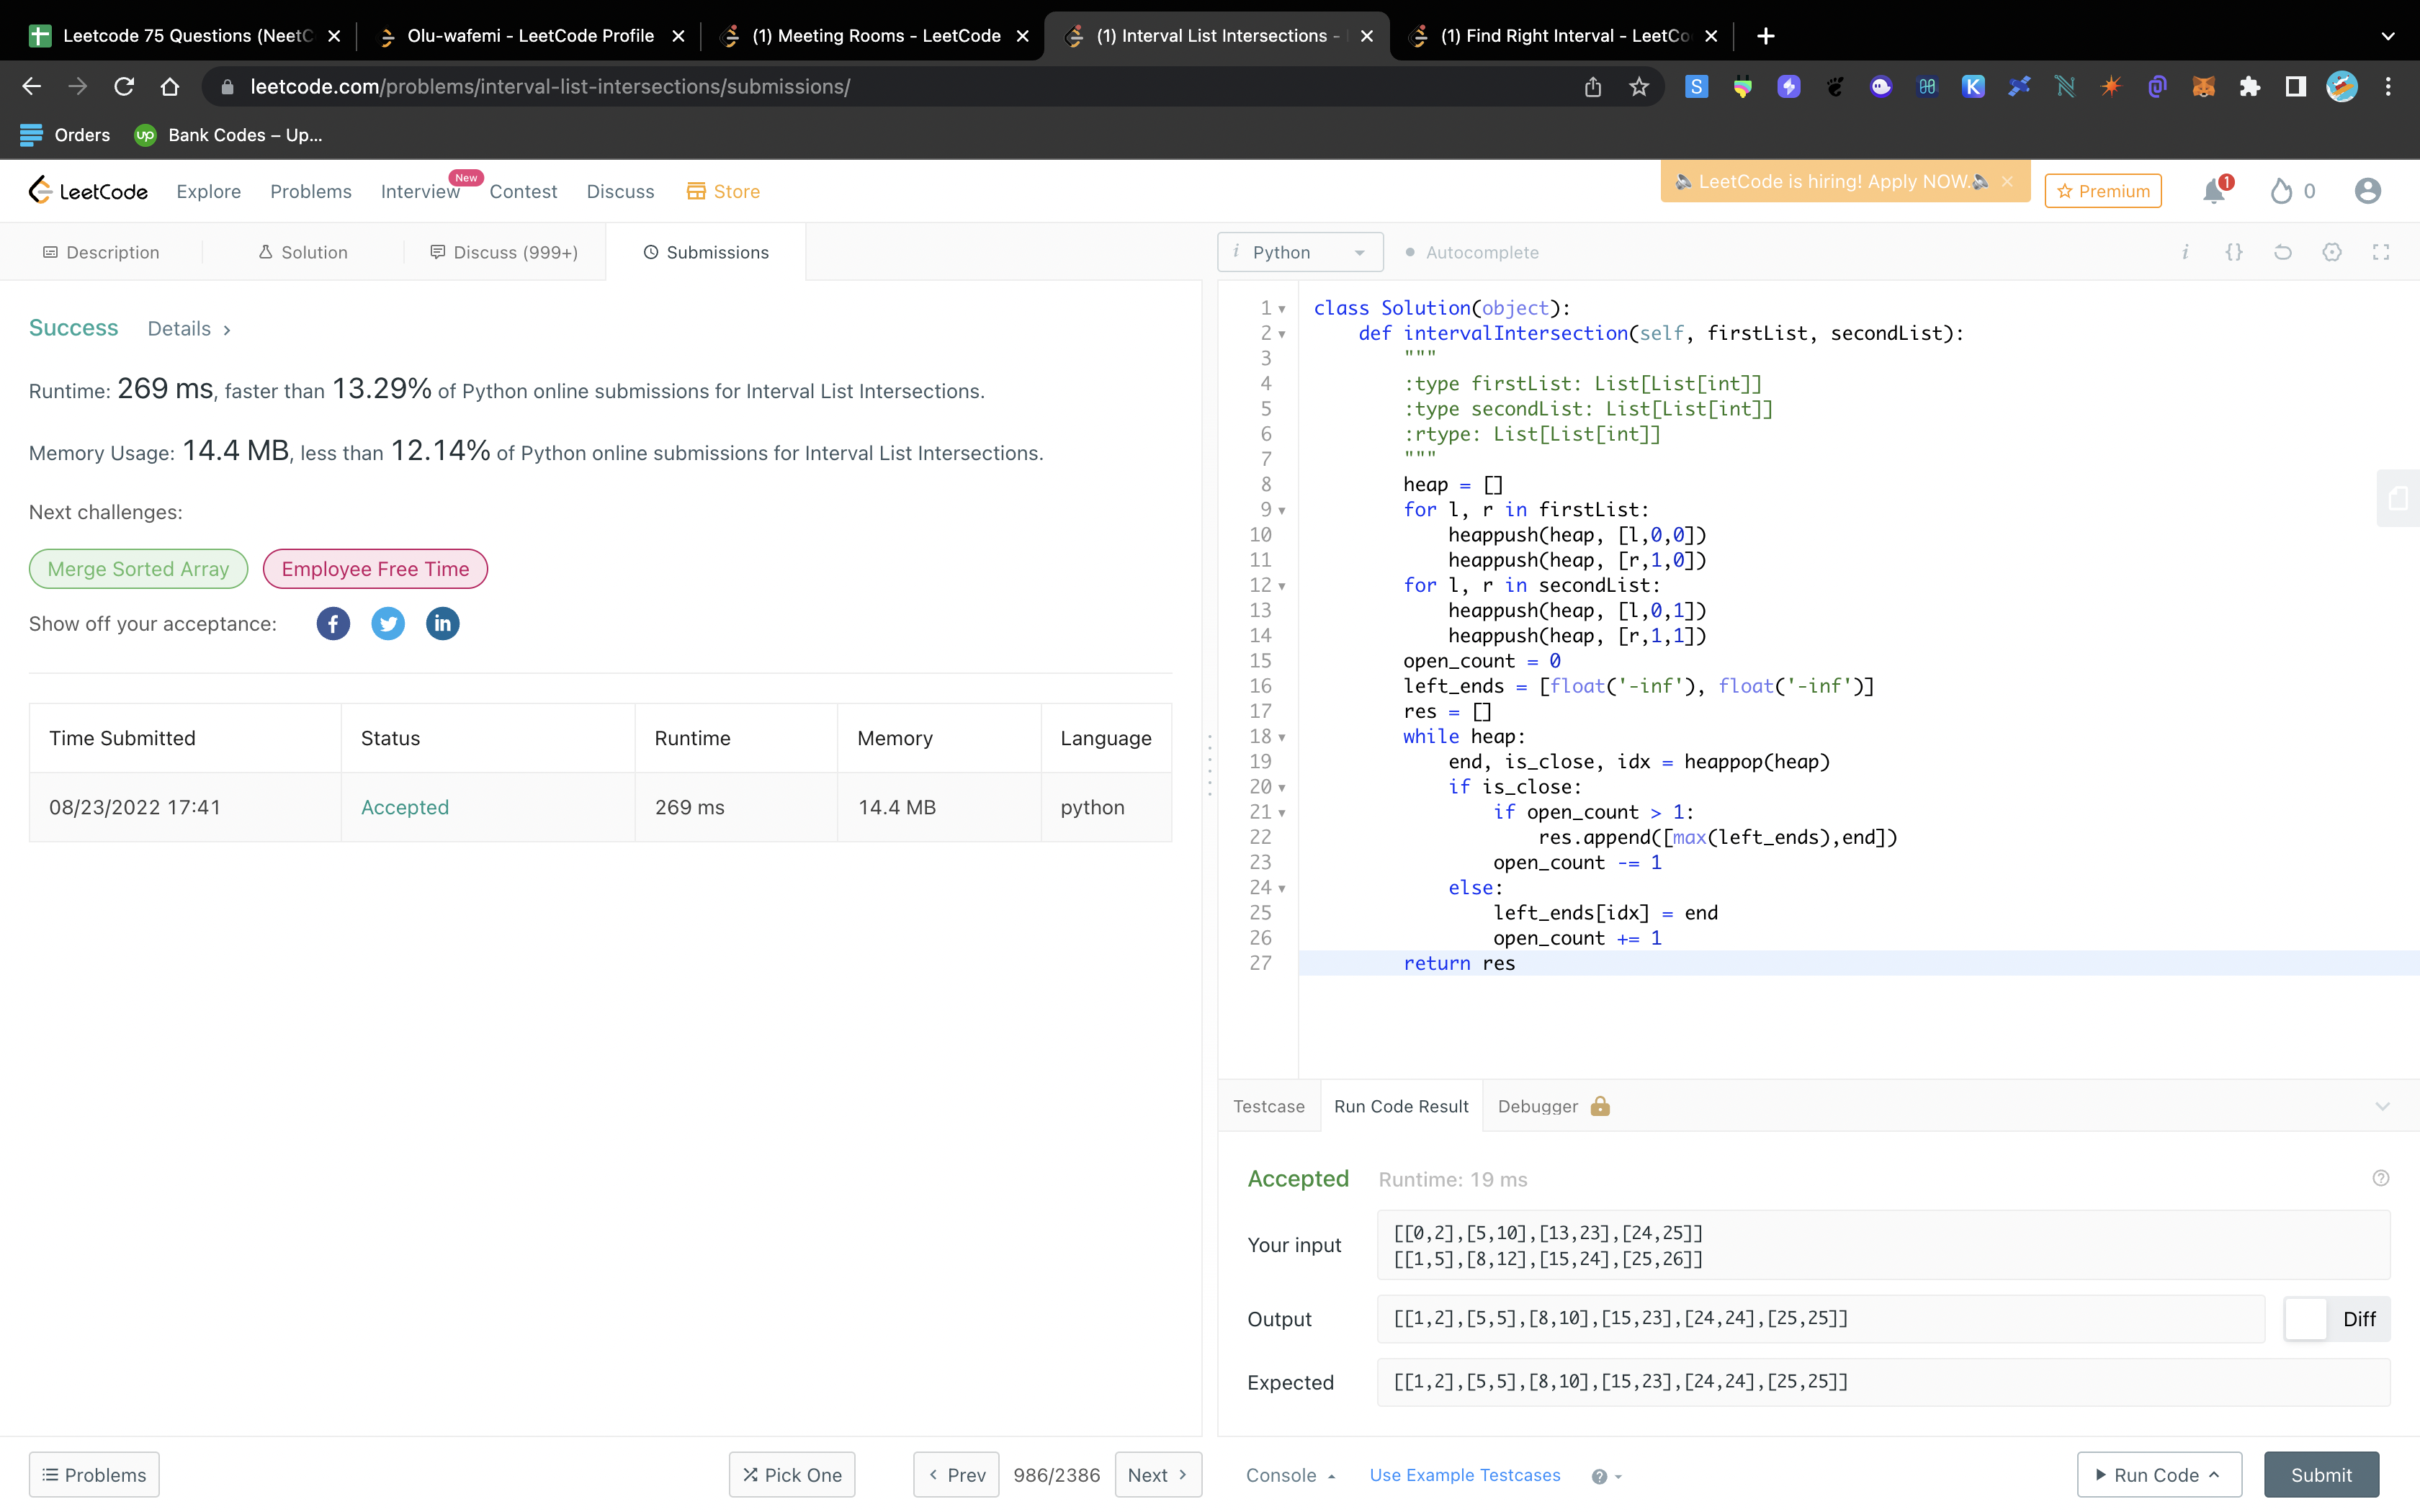 Leetcode 75 Questions (NeetC
Olu-wafemi - LeetCode Profile
(1) Meeting Rooms - LeetCode
(1) Interval List Intersections -
(1) Find Right Interval - LeetCo
leetcode.com/problems/interval-list-intersections/submissions/
Orders
up
Bank Codes – Up...
LeetCode
Explore
Problems
Interview
New
Contest
Discuss
Store
LeetCode is hiring! Apply NOW.
Premium
1
0
Description
Solution
Discuss (999+)
Submissions
i Python
Autocomplete
i
{}
Success
Details
Runtime: 269 ms, faster than 13.29% of Python online submissions for Interval List Intersections.
Memory Usage: 14.4 MB, less than 12.14% of Python online submissions for Interval List Intersections.
Next challenges:
Merge Sorted Array
Employee Free Time
Show off your acceptance:
Time Submitted Status Runtime Memory Language
08/23/2022 17:41 Accepted 269 ms 14.4 MB python
1 class Solution(object):
2 def intervalIntersection(self, firstList, secondList):
3 """
4 :type firstList: List[List[int]]
5 :type secondList: List[List[int]]
6 :rtype: List[List[int]]
7 """
8 heap = []
9 for l, r in firstList:
10 heappush(heap, [l,0,0])
11 heappush(heap, [r,1,0])
12 for l, r in secondList:
13 heappush(heap, [l,0,1])
14 heappush(heap, [r,1,1])
15 open_count = 0
16 left_ends = [float('-inf'), float('-inf')]
17 res = []
18 while heap:
19 end, is_close, idx = heappop(heap)
20 if is_close:
21 if open_count > 1:
22 res.append([max(left_ends),end])
23 open_count -= 1
24 else:
25 left_ends[idx] = end
26 open_count += 1
27 return res
Testcase
Run Code Result
Debugger
Accepted
Runtime: 19 ms
Your input
[[0,2],[5,10],[13,23],[24,25]]
[[1,5],[8,12],[15,24],[25,26]]
Output
[[1,2],[5,5],[8,10],[15,23],[24,24],[25,25]]
Diff
Expected
[[1,2],[5,5],[8,10],[15,23],[24,24],[25,25]]
Problems
Pick One
Prev
986/2386
Next
Console
Use Example Testcases
Run Code
Submit